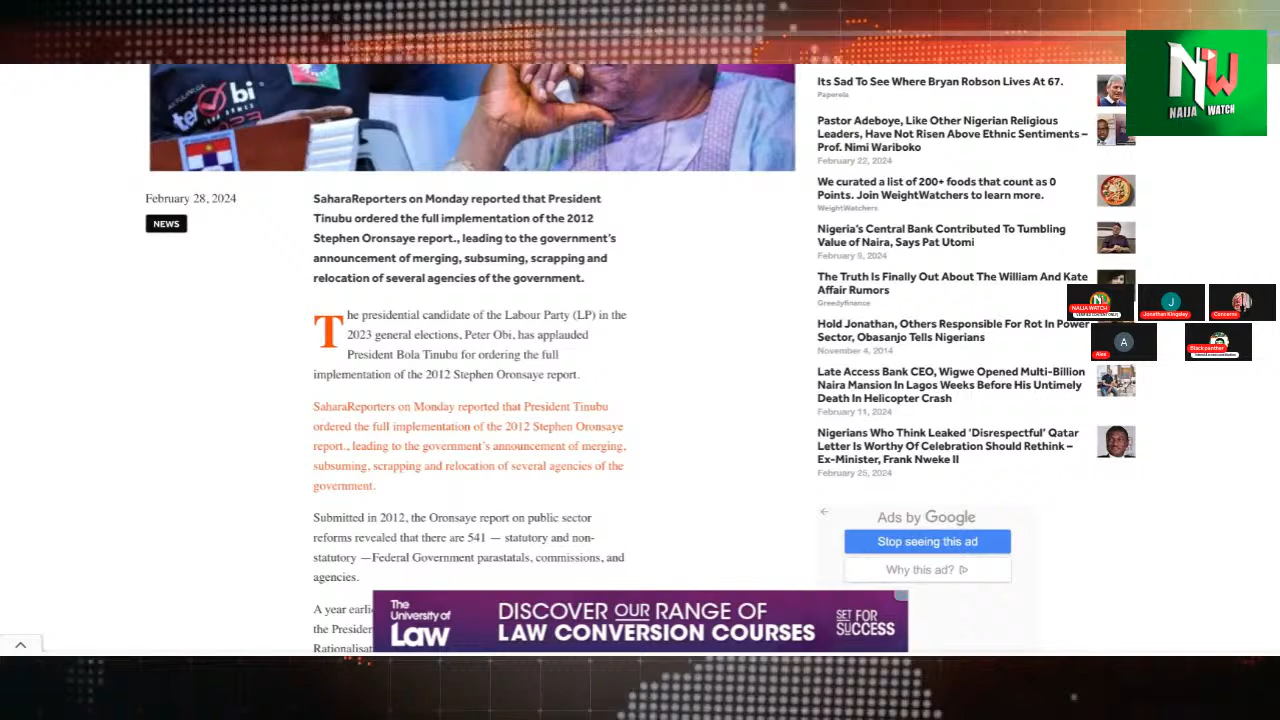 bi
NW
NAIJA WATCH
February 28, 2024
NEWS
SaharaReporters on Monday reported that President
Tinubu ordered the full implementation of the 2012
Stephen Oronsaye report., leading to the government's
announcement of merging, subsuming, scrapping and
relocation of several agencies of the government.
The presidential candidate of the Labour Party (LP) in the
2023 general elections, Peter Obi, has applauded
President Bola Tinubu for ordering the full
implementation of the 2012 Stephen Oronsaye report.
SaharaReporters on Monday reported that President Tinubu
ordered the full implementation of the 2012 Stephen Oronsaye
report., leading to the government's announcement of merging,
subsuming, scrapping and relocation of several agencies of the
government.
Submitted in 2012, the Oronsaye report on public sector
reforms revealed that there are 541 — statutory and non-
statutory —Federal Government parastatals, commissions, and
agencies.
A year earli
the Presiden
Rationalisat
Its Sad To See Where Bryan Robson Lives At 67.
Paperela
Pastor Adeboye, Like Other Nigerian Religious
Leaders, Have Not Risen Above Ethnic Sentiments –
Prof. Nimi Wariboko
February 22, 2024
We curated a list of 200+ foods that count as 0
Points. Join WeightWatchers to learn more.
WeightWatchers
Nigeria's Central Bank Contributed To Tumbling
Value of Naira, Says Pat Utomi
February 9, 2024
The Truth Is Finally Out About The William And Kate
Affair Rumors
Greedyfinance
Hold Jonathan, Others Responsible For Rot In Power
Sector, Obasanjo Tells Nigerians
November 4, 2014
Late Access Bank CEO, Wigwe Opened Multi-Billion
Naira Mansion In Lagos Weeks Before His Untimely
Death In Helicopter Crash
February 11, 2024
Nigerians Who Think Leaked 'Disrespectful' Qatar
Letter Is Worthy Of Celebration Should Rethink –
Ex-Minister, Frank Nweke II
February 25, 2024
NAIJA WATCH
J
Jonathan Kingsley
Concerns
A
Alex
Black panther
Ads by Google
Stop seeing this ad
Why this ad?
The
University of
Law
DISCOVER OUR RANGE OF
LAW CONVERSION COURSES
SET FOR
SUCCESS